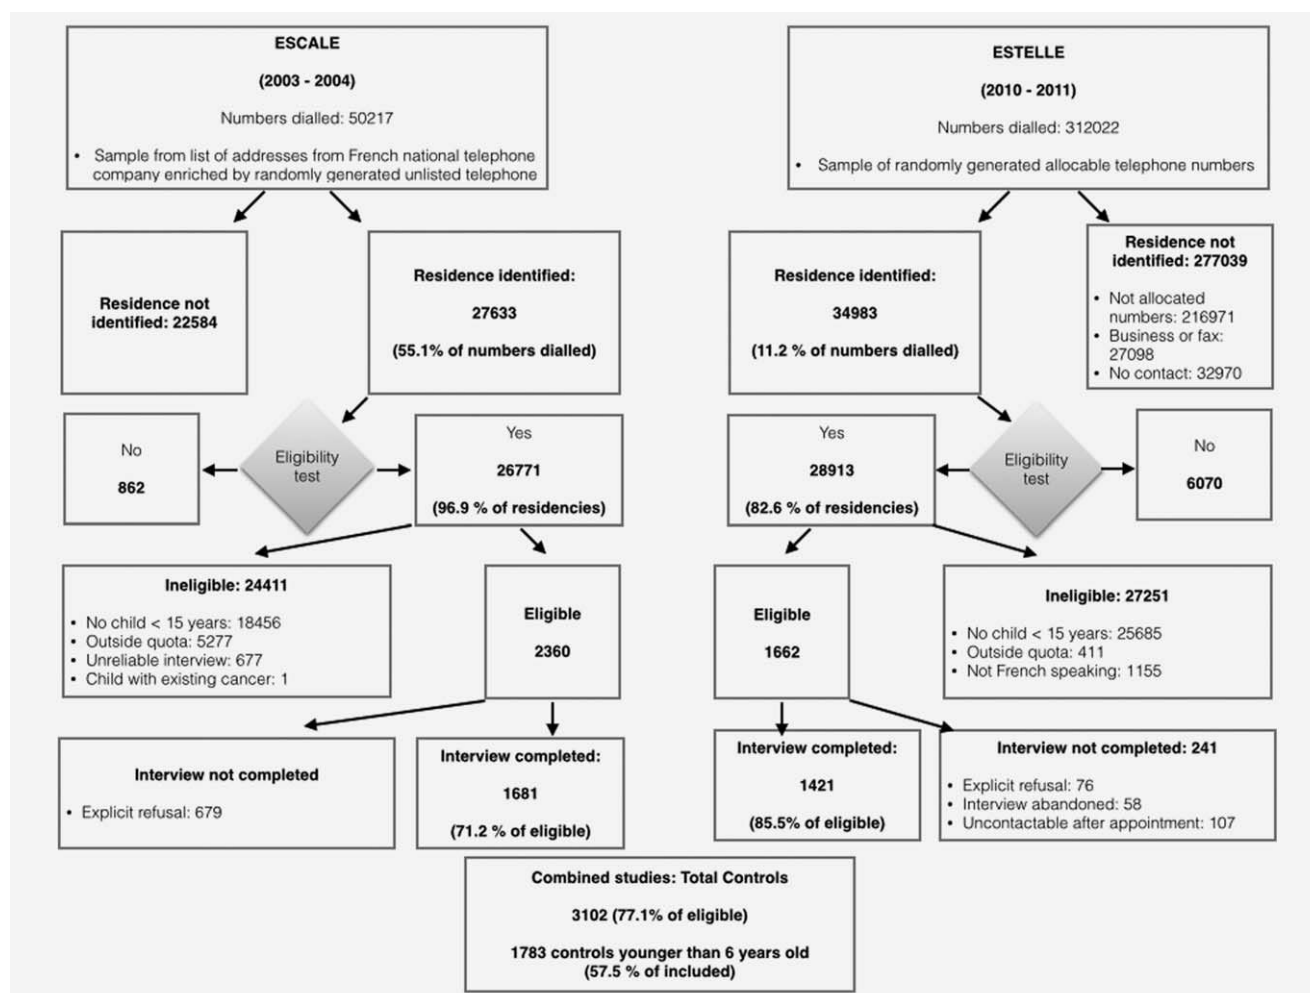 ESCALE
(2003 - 2004)
Numbers dialled: 50217
• Sample from list of addresses from French national telephone
company enriched by randomly generated unlisted telephone
ESTELLE
(2010 - 2011)
Numbers dialled: 312022
• Sample of randomly generated allocable telephone numbers
Residence not
identified: 22584
Residence identified:
27633
(55.1% of numbers dialled)
Residence identified:
34983
(11.2 % of numbers dialled)
Residence not
identified: 277039
• Not allocated
numbers: 216971
• Business or fax:
27098
• No contact: 32970
No
862
Eligibility
test
Yes
26771
(96.9 % of residencies)
Yes
28913
(82.6 % of residencies)
Eligibility
test
No
6070
Ineligible: 24411
• No child < 15 years: 18456
• Outside quota: 5277
• Unreliable interview: 677
• Child with existing cancer: 1
Eligible
2360
Eligible
1662
Ineligible: 27251
• No child < 15 years: 25685
• Outside quota: 411
• Not French speaking: 1155
Interview not completed
• Explicit refusal: 679
Interview completed:
1681
(71.2 % of eligible)
Interview completed:
1421
(85.5% of eligible)
Interview not completed: 241
• Explicit refusal: 76
• Interview abandoned: 58
• Uncontactable after appointment: 107
Combined studies: Total Controls
3102 (77.1% of eligible)
1783 controls younger than 6 years old
(57.5 % of included)